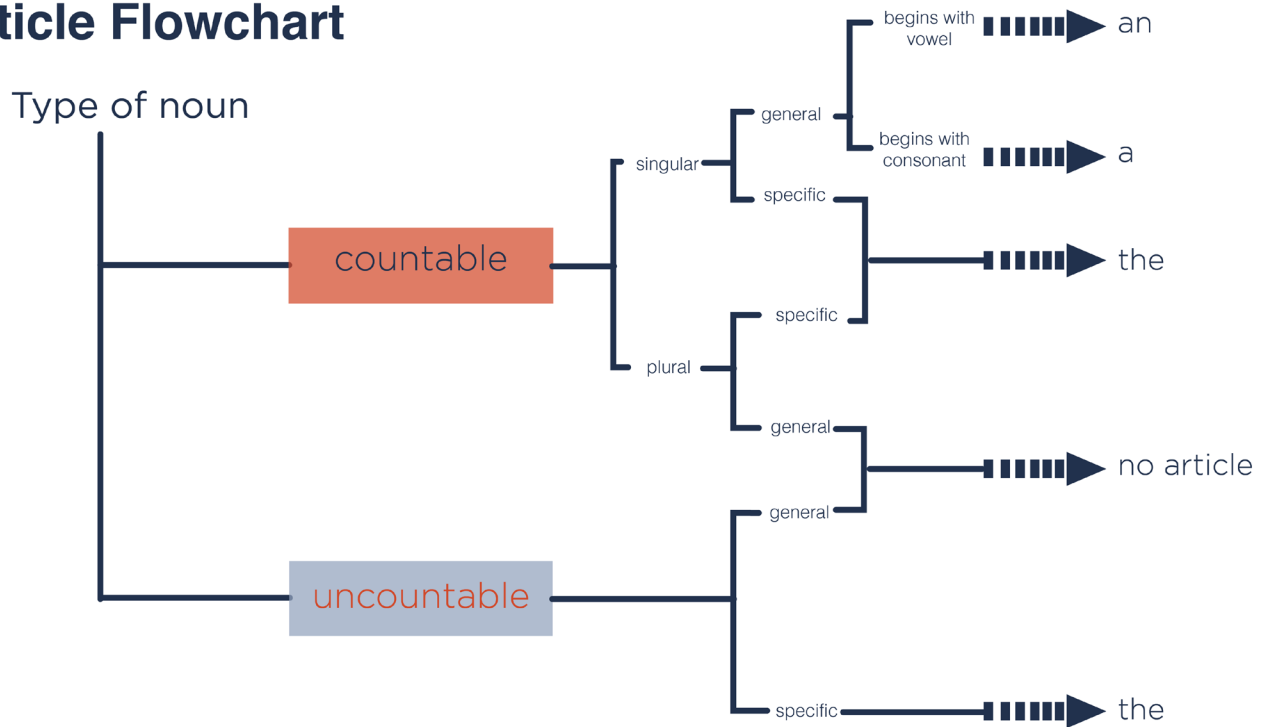 ticle Flowchart
Type of noun
countable
uncountable
singular
plural
general
specific
specific
general
general
specific
begins with
vowel
begins with
consonant
an
a
the
no article
the